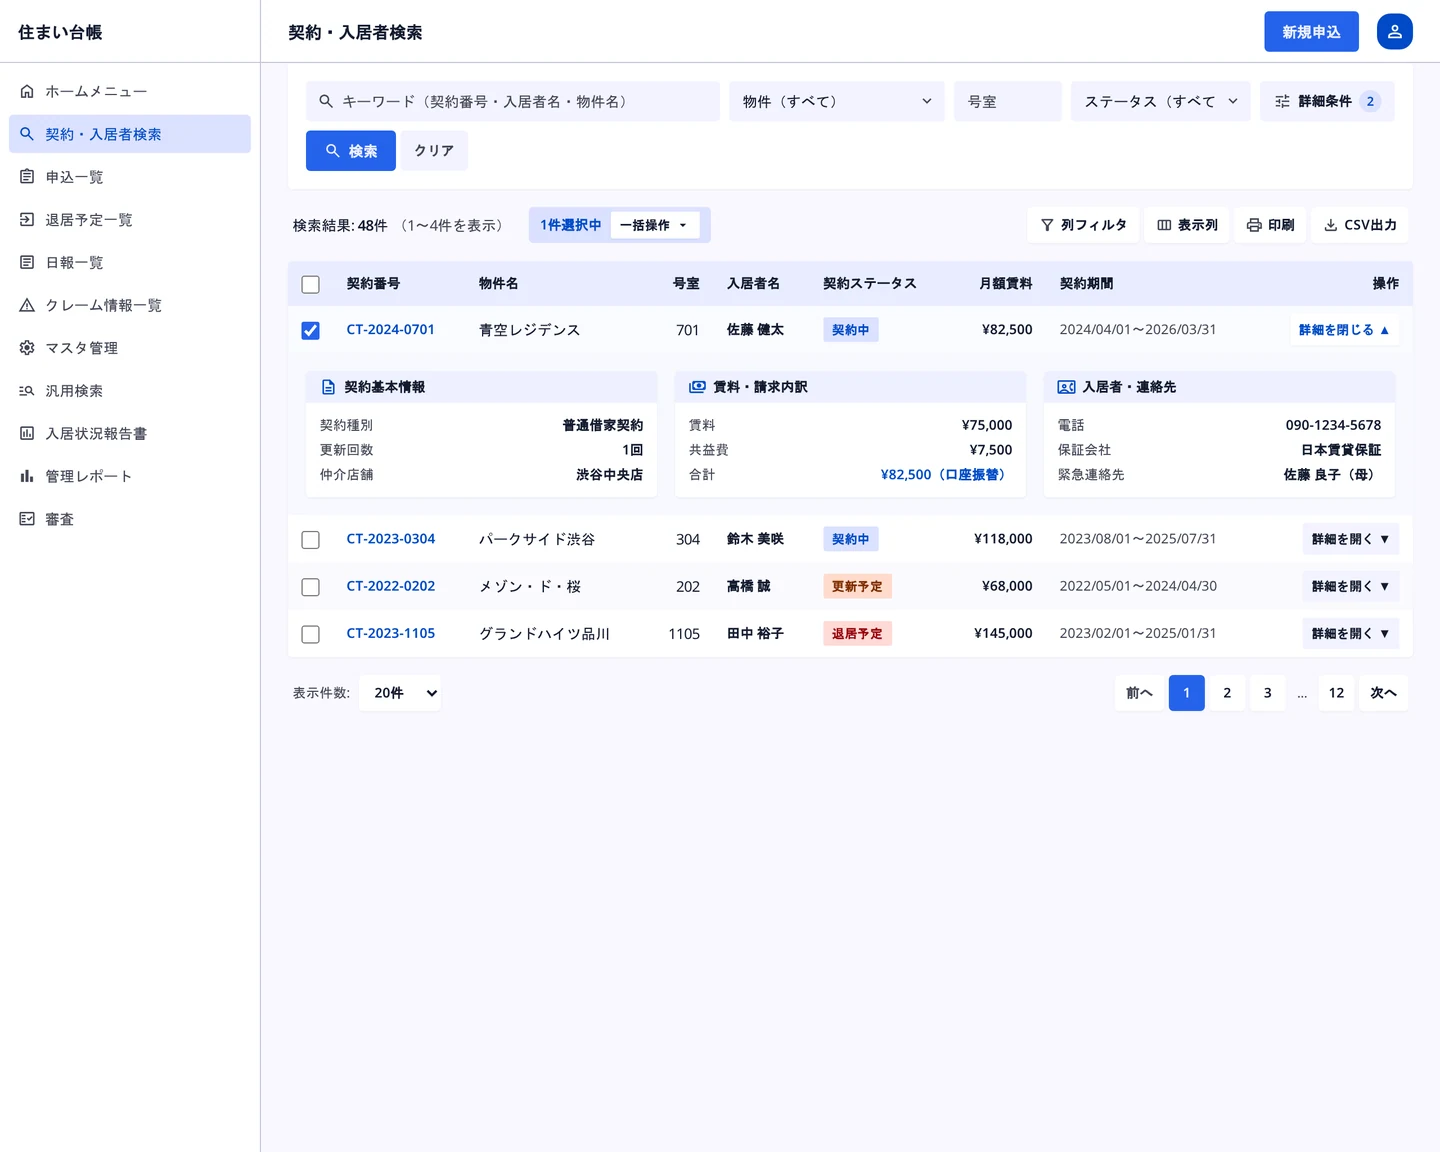 住まい台帳
契約・入居者検索
新規申込
ホームメニュー
契約・入居者検索
申込一覧
退居予定一覧
日報一覧
クレーム情報一覧
マスタ管理
汎用検索
入居状況報告書
管理レポート
審査
キーワード（契約番号・入居者名・物件名）
物件（すべて）
号室
ステータス（すべて
詳細条件 2
検索
クリア
検索結果: 48件 （1〜4件を表示）
1件選択中 一括操作
列フィルタ
表示列
印刷
CSV出力
契約番号 物件名 号室 入居者名 契約ステータス 月額賃料 契約期間 操作
CT-2024-0701 青空レジデンス 701 佐藤 健太 契約中 ¥82,500 2024/04/01〜2026/03/31 詳細を閉じる ▲
契約基本情報
契約種別 普通借家契約
更新回数 1回
仲介店舗 渋谷中央店
賃料・請求内訳
賃料 ¥75,000
共益費 ¥7,500
合計 ¥82,500（口座振替）
入居者・連絡先
電話 090-1234-5678
保証会社 日本賃貸保証
緊急連絡先 佐藤 良子（母）
CT-2023-0304 パークサイド渋谷 304 鈴木 美咲 契約中 ¥118,000 2023/08/01〜2025/07/31 詳細を開く ▼
CT-2022-0202 メゾン・ド・桜 202 高橋 誠 更新予定 ¥68,000 2022/05/01〜2024/04/30 詳細を開く ▼
CT-2023-1105 グランドハイツ品川 1105 田中 裕子 退居予定 ¥145,000 2023/02/01〜2025/01/31 詳細を開く ▼
表示件数: 20件
前へ 1 2 3 … 12 次へ